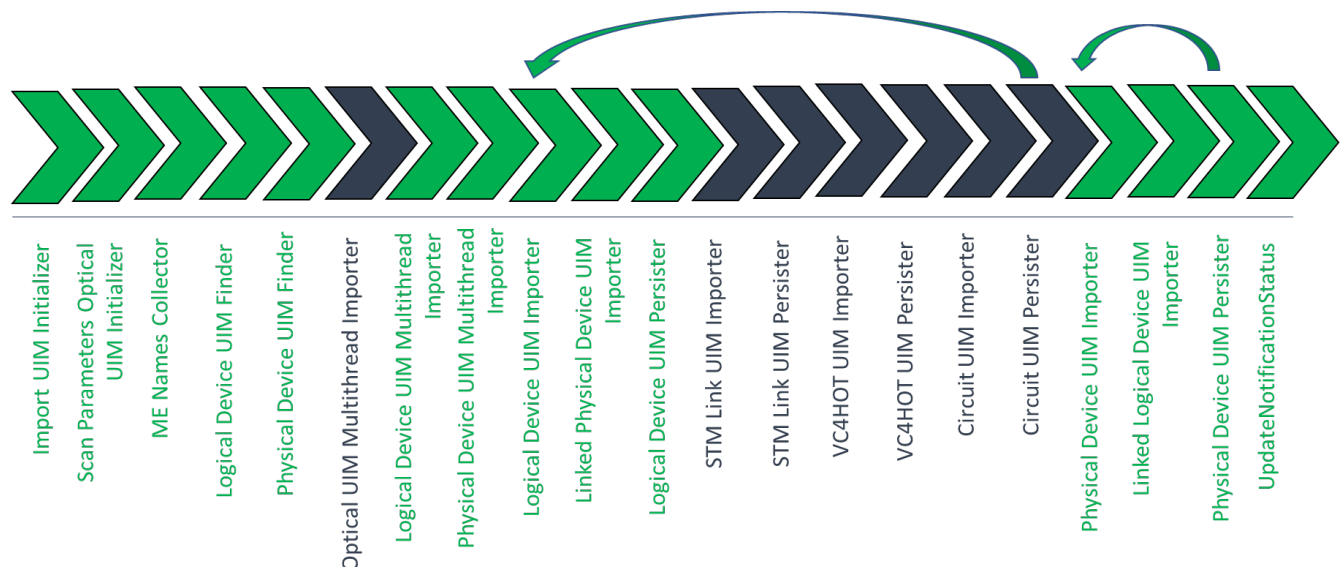 Import UIM Initializer
Scan Parameters Optical
UIM Initializer
ME Names Collector
Logical Device UIM Finder
Physical Device UIM Finder
Optical UIM Multithread Importer
Logical Device UIM Multithread
Importer
Physical Device UIM Multithread
Importer
Logical Device UIM Importer
Linked Physical Device UIM
Importer
Logical Device UIM Persister
STM Link UIM Importer
STM Link UIM Persister
VC4HOT UIM Importer
VC4HOT UIM Persister
Circuit UIM Importer
Circuit UIM Persister
Physical Device UIM Importer
Linked Logical Device UIM
Importer
Physical Device UIM Persister
UpdateNotificationStatus